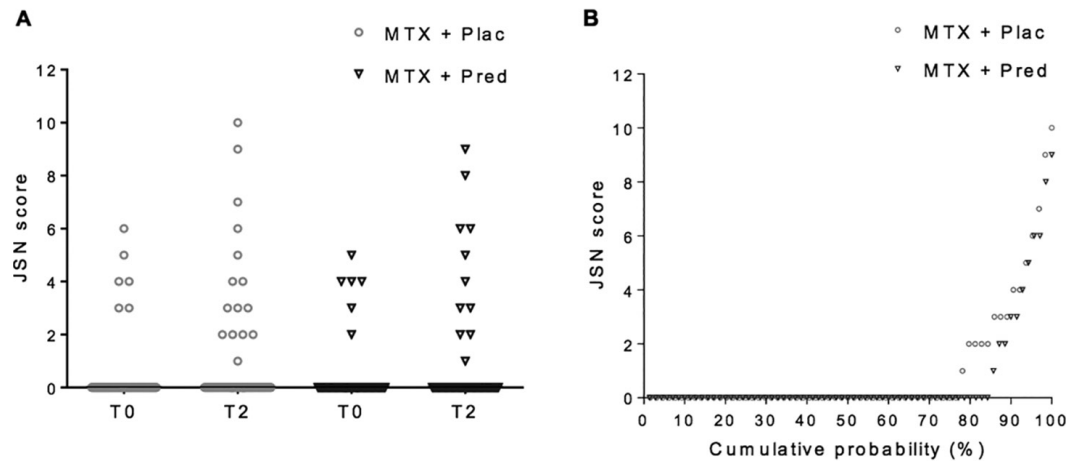 A
MTX + Plac
MTX + Pred
JSN score
12
10
8
6
4
2
0
T0
T2
T0
T2
B
MTX + Plac
MTX + Pred
JSN score
12
10
8
6
4
2
0
0 10 20 30 40 50 60 70 80 90 100
Cumulative probability (%)